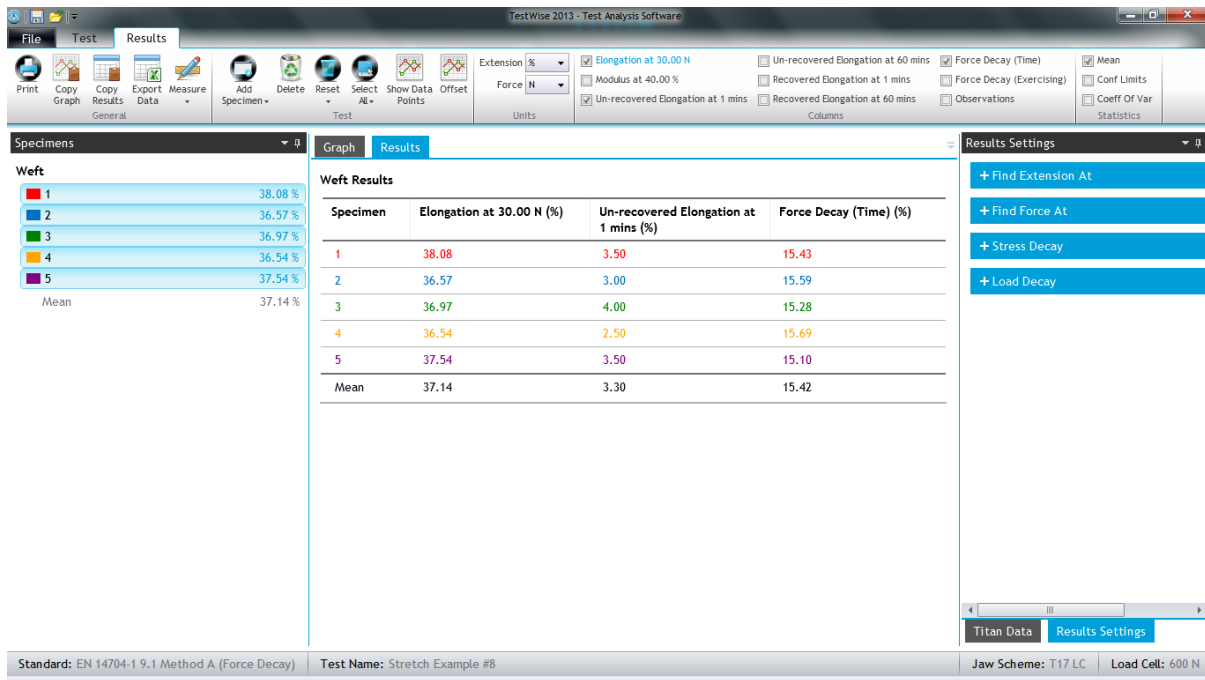 TestWise 2013 - Test Analysis Software
File Test Results
Print
Copy Graph
Copy Results
Export Data
Measure
General
Add Specimen
Delete
Reset
Select All
Show Data Points
Offset
Test
Extension %
Force N
Units
Elongation at 30.00 N
Modulus at 40.00 %
Un-recovered Elongation at 1 mins
Un-recovered Elongation at 60 mins
Recovered Elongation at 1 mins
Recovered Elongation at 60 mins
Force Decay (Time)
Force Decay (Exercising)
Observations
Columns
Mean
Conf Limits
Coeff Of Var
Statistics
Specimens
Weft
1 38.08 %
2 36.57 %
3 36.97 %
4 36.54 %
5 37.54 %
Mean 37.14 %
Graph Results
Weft Results
Specimen Elongation at 30.00 N (%) Un-recovered Elongation at 1 mins (%) Force Decay (Time) (%)
1 38.08 3.50 15.43
2 36.57 3.00 15.59
3 36.97 4.00 15.28
4 36.54 2.50 15.69
5 37.54 3.50 15.10
Mean 37.14 3.30 15.42
Results Settings
+ Find Extension At
+ Find Force At
+ Stress Decay
+ Load Decay
Titan Data Results Settings
Standard: EN 14704-1 9.1 Method A (Force Decay)
Test Name: Stretch Example #8
Jaw Scheme: T17 LC
Load Cell: 600 N